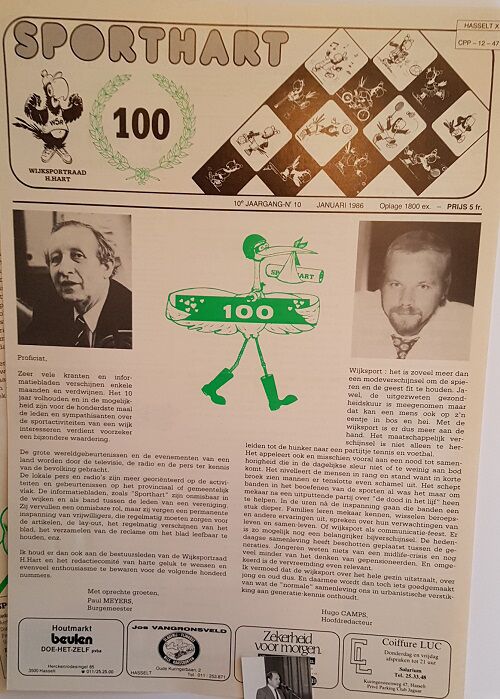 SPORTHART
HASSELT X
CPP – 12 – 47
100
WIJKSPORTRAAD
H.HART
10e JAARGANG-N° 10 JANUARI 1986 Oplage 1800 ex. – PRIJS 5 fr.
SPORTHART
100
Proficiat,
Zeer vele kranten en infor-
matiebladen verschijnen enkele
maanden en verdwijnen. Het 10
jaar volhouden en in de mogelijk-
heid zijn voor de honderdste maal
de leden en sympathisanten over
de sportactiviteiten van een wijk
interesseren verdient voorzeker
een bijzondere waardering.
De grote wereldgebeurtenissen en de evenementen van een
land worden door de televisie, de radio en de pers ter kennis
van de bevolking gebracht.
De lokale pers en radio's zijn meer georiënteerd op de activi-
teiten en gebeurtenissen op het provinciaal of gemeentelijk
vlak. De informatiebladen, zoals "Sporthart" zijn onmisbaar in
de wijken en als band tussen de leden van een vereniging.
Zij vervullen een onmisbare rol, maar zij vergen een permanente
inspanning van vrijwilligers, die regelmatig moeten zorgen voor
de artikelen, de lay-out, het regelmatig verschijnen van het
blad, het verzamelen van de reclame om het blad leefbaar te
houden, enz.
Ik houd er dan ook aan de bestuursleden van de Wijksportraad
H.Hart en het redactiecomité van harte geluk te wensen en
evenveel enthousiasme te bewaren voor de volgende honderd
nummers.
Met oprechte groeten,
Paul MEYERS,
Burgemeester
Wijksport : het is zoveel meer dan
een modeverschijnsel om de spie-
ren en de geest fit te houden. Ja-
wel, de uitgezweten gezond-
heidskuur is meegenomen maar
dat kan een mens ook op z'n
eentje in bos en hei. Met de
wijksport is er dus meer aan de
hand. Het maatschappelijk ver-
schijnsel is niet alleen te her-
leiden tot de hunker naar een partijtje tennis en voetbal.
Het appelleert ook en misschien vooral aan een nood tot samen-
horigheid die in de dagelijkse sleur niet of te weinig aan bod
komt. Het nivelleert de mensen in rang en stand want in korte
broek zien mannen er tenslotte even schamel uit. Het schept
banden in het beoefenen van de sporten al was het maar om
mekaar na een uitputtende partij over "de dood in het lijf" heen
te helpen. In de uren ná de inspanning gaan die banden een
stuk dieper. Families leren mekaar kennen, wisselen beroeps-
en andere ervaringen uit, spreken over hun verwachtingen van
leven en samen-leven. Of wijksport als communicatie-feest. Er
is zo mogelijk nog een belangrijker bijverschijnsel. De heden-
daagse samenleving heeft beschotten geplaatst tussen de ge-
neraties. Jongeren weten niets van een midlife-crisis en nog
veel minder van het denken van gepensioneerden. En omge-
keerd is de vervreemding even relevant.
Ik vermoed dat de wijksport over het hele gezin uitstraalt, over
jong en oud dus. En daarmee wordt dan toch iets goedgemaakt
van wat de "normale" samenleving ons in urbanistische verstik-
king aan generatie-kennis onthoudt.
Hugo CAMPS,
Hoofdredacteur
Houtmarkt
beulen
DOE-HET-ZELF pvba
3500 Hasselt
011/25.25.00
Jos VANGRONSVELD
Oude Kuringerbaan, 2
HASSELT
Tel. 011 / 253.871
Zekerheid
voor morgen
Coiffure LUC
Donderdag en vrijdag
afspraken tot 21 uur
Salarium
Tel. 25.33.48
Kuringersteenweg 47, Hasselt
Privé Parking Club Jaguar